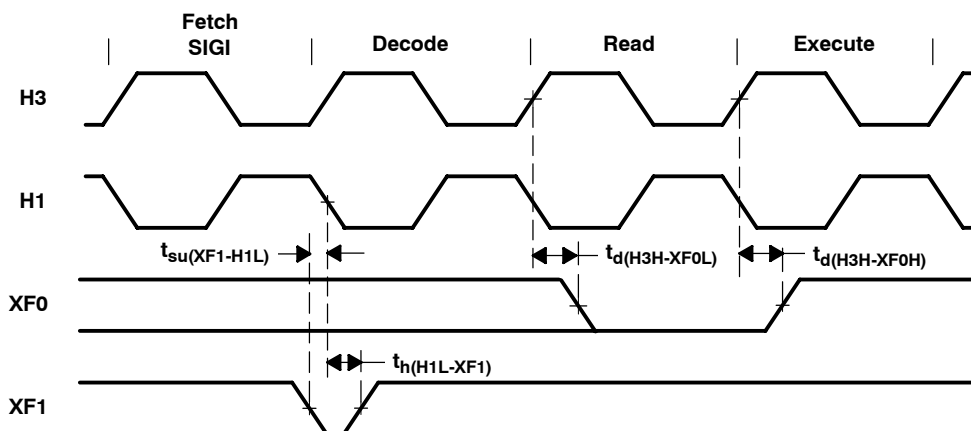 Fetch
SIGI
Decode
Read
Execute
H3
H1
tsu(XF1-H1L)
td(H3H-XF0L)
td(H3H-XF0H)
XF0
th(H1L-XF1)
XF1